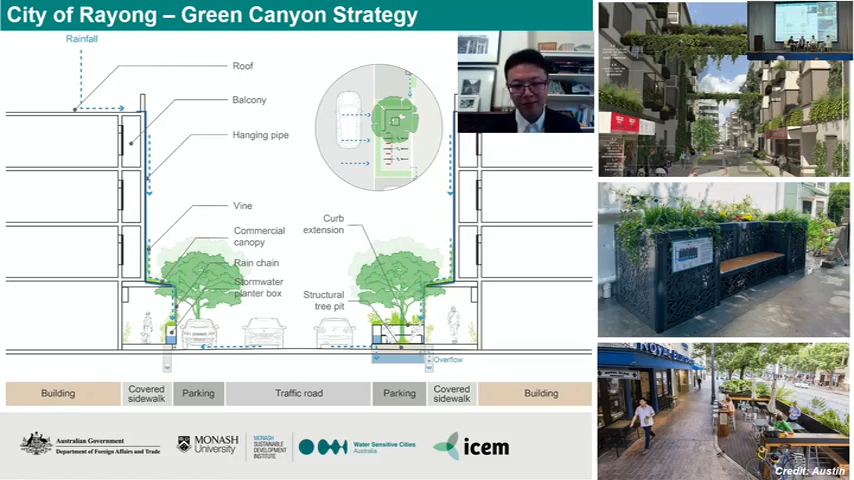 City of Rayong – Green Canyon Strategy
Rainfall
Roof
Balcony
Hanging pipe
Vine
Commercial
canopy
Rain chain
Stormwater
planter box
Curb
extension
Structural
tree pit
Overflow
Building
Covered
sidewalk
Parking
Traffic road
Parking
Covered
sidewalk
Building
Australian Government
Department of Foreign Affairs and Trade
MONASH
University
MONASH
SUSTAINABLE
DEVELOPMENT
INSTITUTE
Water Sensitive Cities
Australia
icem
Credit: Austin